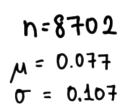 n=8702
μ = 0.077
σ = 0.107